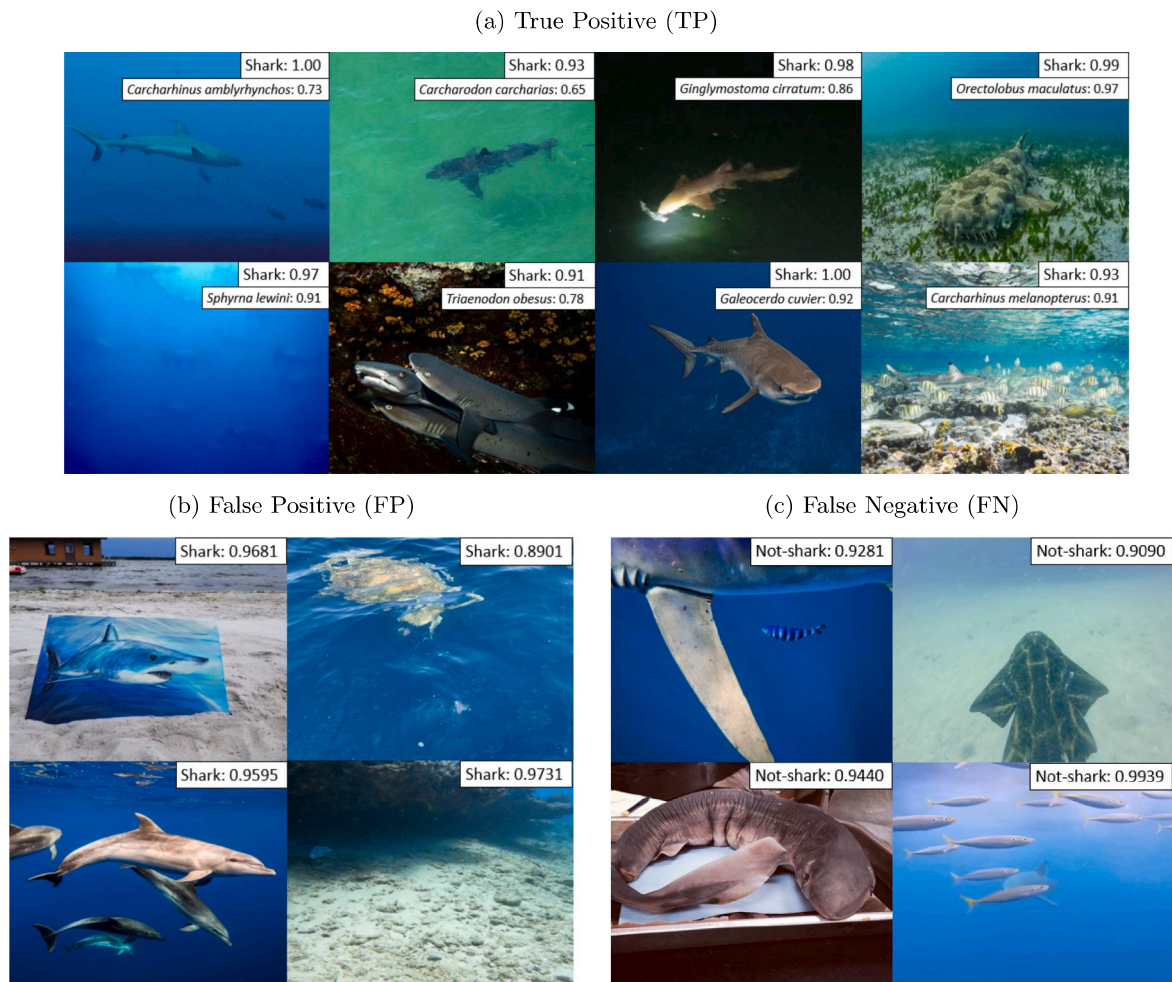 (a) True Positive (TP)
Shark: 1.00
Carcharhinus amblyrhynchos: 0.73
Shark: 0.93
Carcharodon carcharias: 0.65
Shark: 0.98
Ginglymostoma cirratum: 0.86
Shark: 0.99
Orectolobus maculatus: 0.97
Shark: 0.97
Sphyrna lewini: 0.91
Shark: 0.91
Triaenodon obesus: 0.78
Shark: 1.00
Galeocerdo cuvier: 0.92
Shark: 0.93
Carcharhinus melanopterus: 0.91
(b) False Positive (FP)
Shark: 0.9681
Shark: 0.8901
Shark: 0.9595
Shark: 0.9731
(c) False Negative (FN)
Not-shark: 0.9281
Not-shark: 0.9090
Not-shark: 0.9440
Not-shark: 0.9939